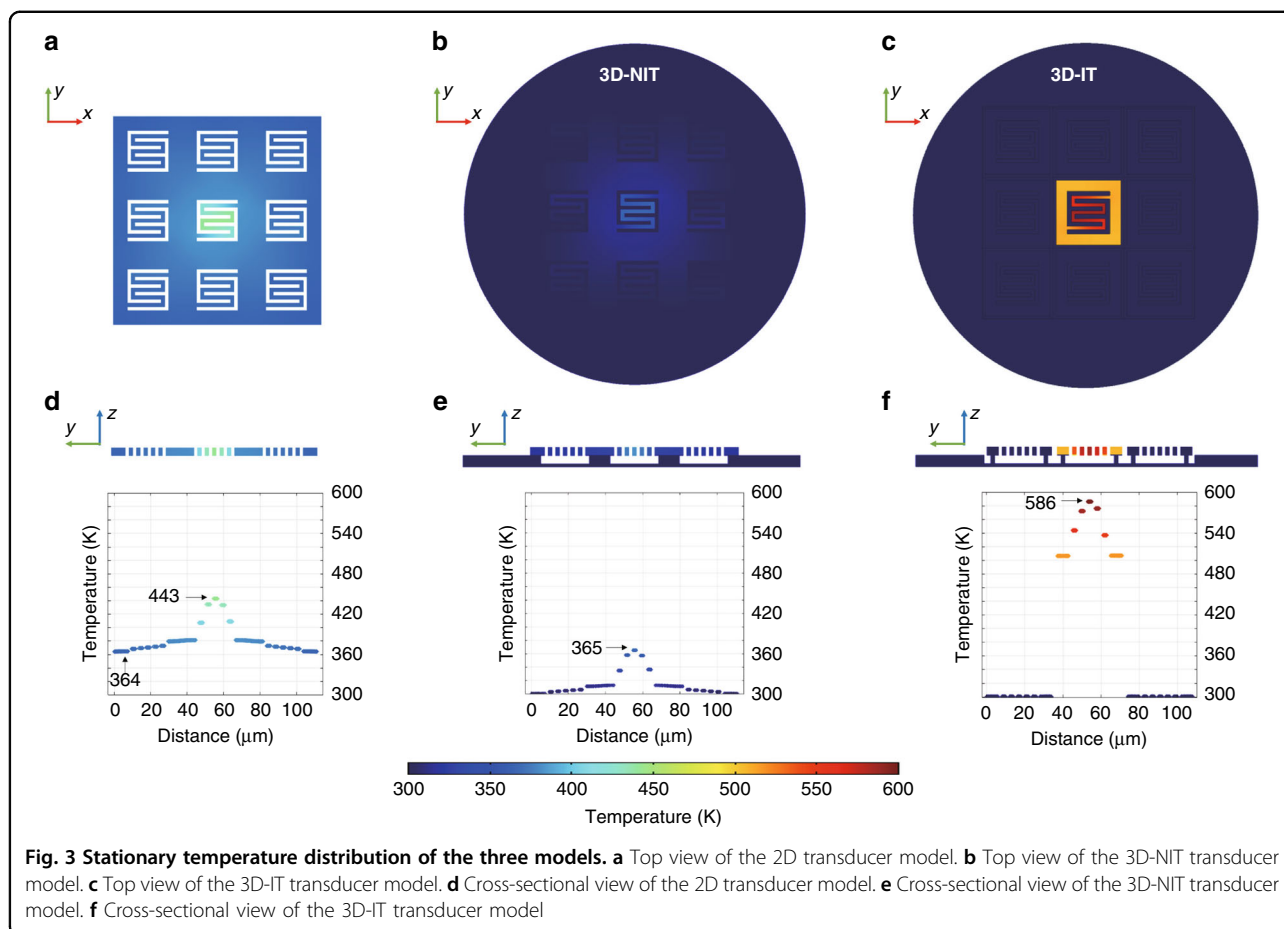 a
b
c
y
x
y
x
3D-NIT
y
x
3D-IT
d
e
f
z
y
z
y
z
y
600
540
480
420
360
300
Temperature (K)
443
364
0 20 40 60 80 100
Distance (μm)
600
540
480
420
360
300
Temperature (K)
365
0 20 40 60 80 100
Distance (μm)
600
540
480
420
360
300
Temperature (K)
586
0 20 40 60 80 100
Distance (μm)
300 350 400 450 500 550 600
Temperature (K)
Fig. 3 Stationary temperature distribution of the three models. a Top view of the 2D transducer model. b Top view of the 3D-NIT transducer
model. c Top view of the 3D-IT transducer model. d Cross-sectional view of the 2D transducer model. e Cross-sectional view of the 3D-NIT transducer
model. f Cross-sectional view of the 3D-IT transducer model